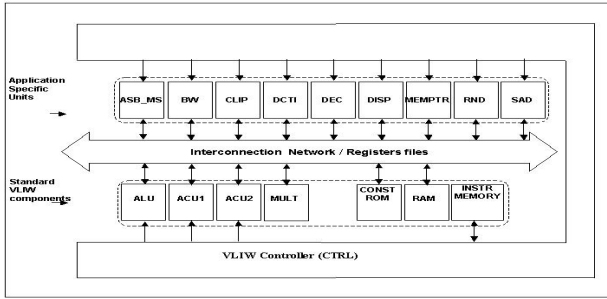 Application
Specific
Units
ASB_MS BW CLIP DCTI DEC DISP MEMPTR RND SAD
Interconnection Network / Registers files
Standard
VLIW
components
ALU ACU1 ACU2 MULT CONST ROM RAM INSTR MEMORY
VLIW Controller (CTRL)